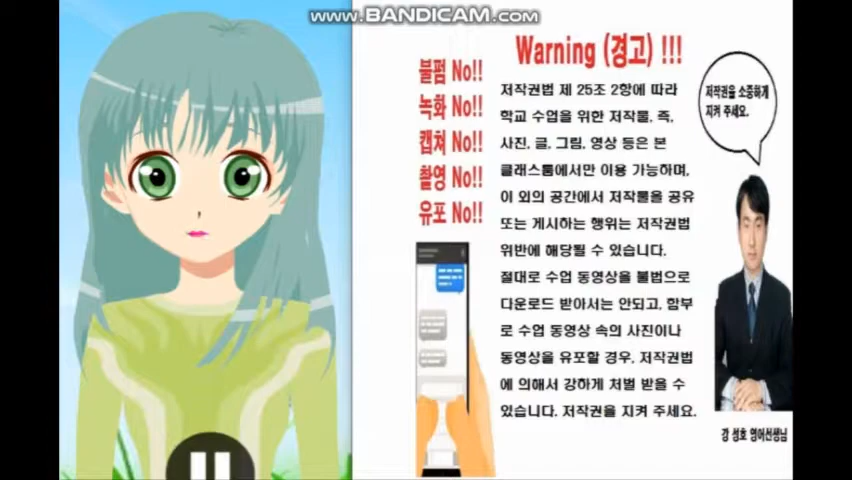 www.BANDICAM.com
Warning (경고) !!!
불펌 No!!
녹화 No!!
캡쳐 No!!
촬영 No!!
유포 No!!
저작권법 제 25조 2항에 따라
학교 수업을 위한 저작물, 즉,
사진, 글, 그림, 영상 등은 본
클래스룸에서만 이용 가능하며,
이 외의 공간에서 저작물을 공유
또는 게시하는 행위는 저작권법
위반에 해당될 수 있습니다.
절대로 수업 동영상을 불법으로
다운로드 받아서는 안되고, 함부
로 수업 동영상 속의 사진이나
동영상을 유포할 경우, 저작권법
에 의해서 강하게 처벌 받을 수
있습니다. 저작권을 지켜 주세요.
저작권을 소중하게
지켜 주세요.
강 성호 영어선생님